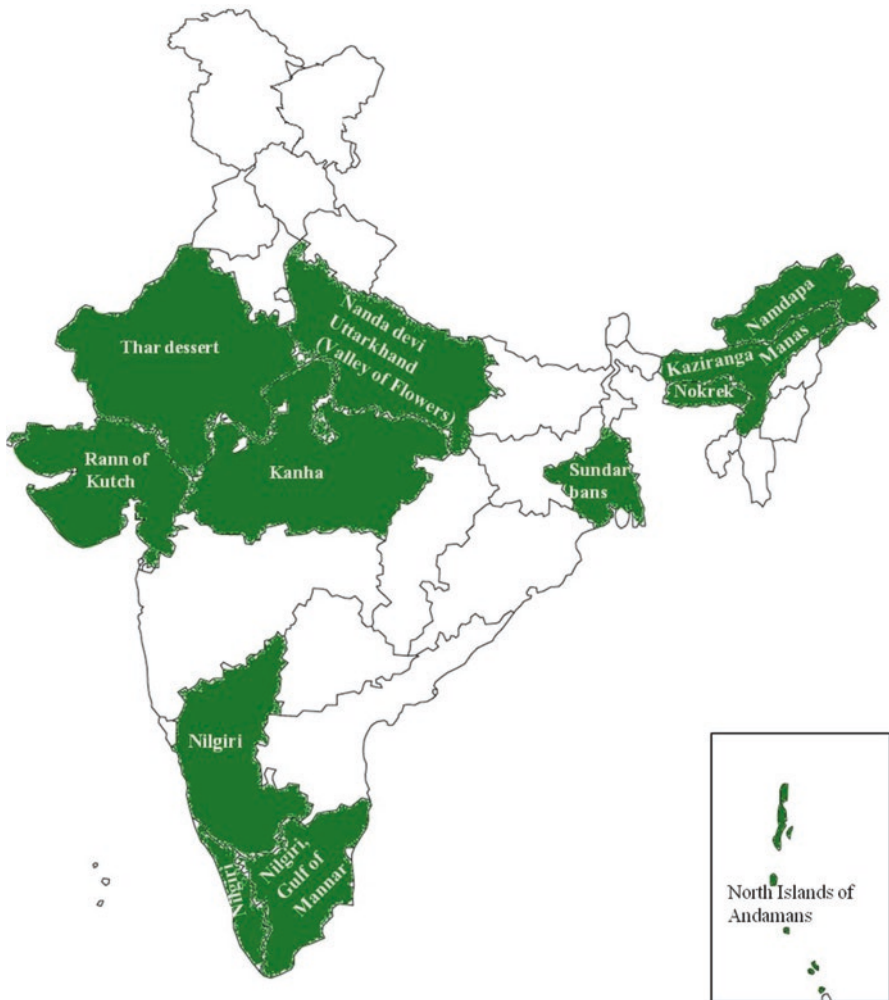 Thar dessert
Nanda devi
Uttarkhand
(Valley of Flowers)
Namdapa
Kaziranga
Manas
Nokrek
Rann of
Kutch
Kanha
Sundar
bans
Nilgiri
Nilgiri
Nilgiri,
Gulf of
Mannar
North Islands of
Andamans